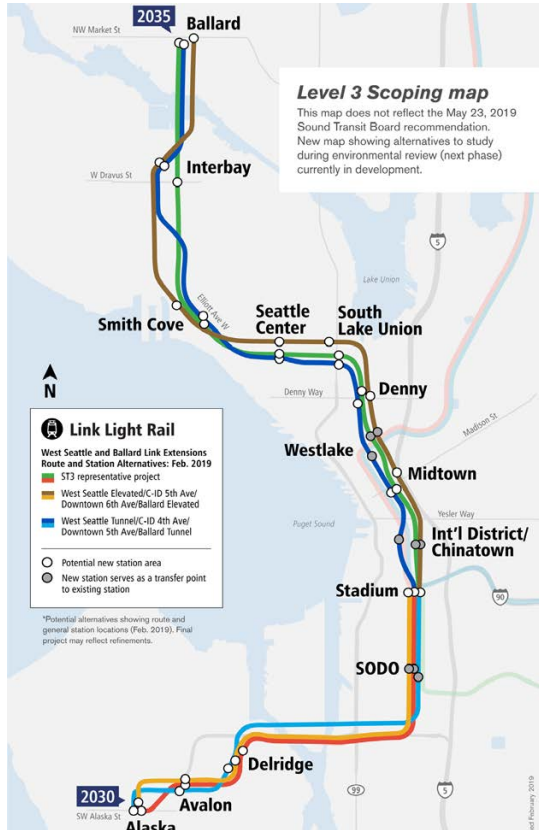 2035
Ballard
NW Market St
Level 3 Scoping map
This map does not reflect the May 23, 2019
Sound Transit Board recommendation.
New map showing alternatives to study
during environmental review (next phase)
currently in development.
Interbay
W Dravus St
5
Lake Union
Elliott Ave W
Smith Cove
Seattle
Center
South
Lake Union
N
Denny Way
Denny
Madison St
Westlake
Midtown
Link Light Rail
West Seattle and Ballard Link Extensions
Route and Station Alternatives: Feb. 2019
ST3 representative project
West Seattle Elevated/C-ID 5th Ave/
Downtown 6th Ave/Ballard Elevated
West Seattle Tunnel/C-ID 4th Ave/
Downtown 5th Ave/Ballard Tunnel
Potential new station area
New station serves as a transfer point
to existing station
*Potential alternatives showing route and
general station locations (Feb. 2019). Final
project may reflect refinements.
Yesler Way
Puget Sound
Int'l District/
Chinatown
Stadium
90
SODO
Delridge
2030
Avalon
99
5
SW Alaska St
Alaska
February 2019